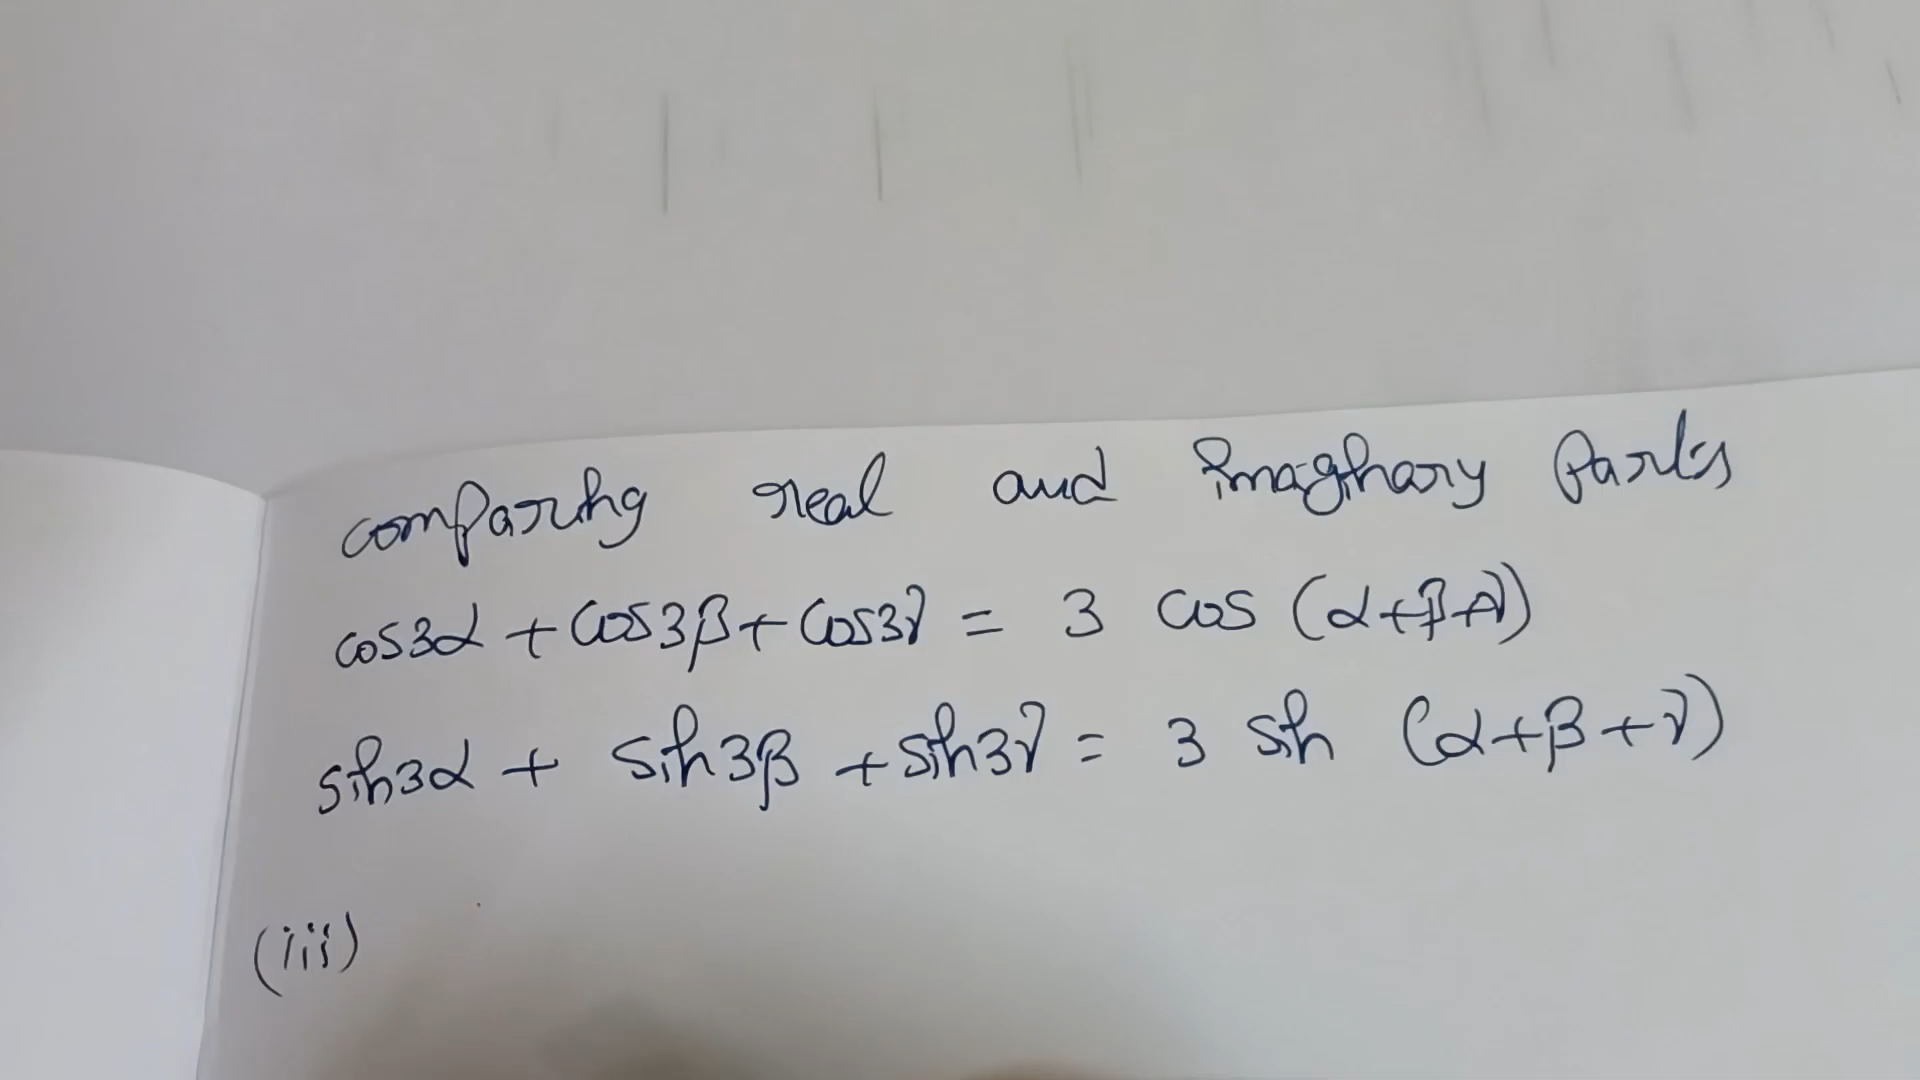 comparing real and imaginary parts
cos3α + cos3β + cos3γ = 3 cos (α+β+γ)
sin3α + sin3β + sin3γ = 3 sin (α+β+γ)
(iii)